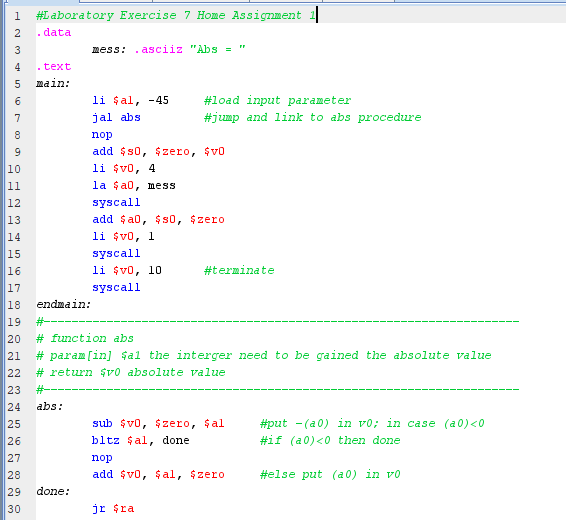 1 #Laboratory Exercise 7 Home Assignment 1
2 .data
3 mess: .asciiz "Abs = "
4 .text
5 main:
6 li $a1, -45 #load input parameter
7 jal abs #jump and link to abs procedure
8 nop
9 add $s0, $zero, $v0
10 li $v0, 4
11 la $a0, mess
12 syscall
13 add $a0, $s0, $zero
14 li $v0, 1
15 syscall
16 li $v0, 10 #terminate
17 syscall
18 endmain:
19 #--------------------------------------------------------------------
20 # function abs
21 # param[in] $a1 the interger need to be gained the absolute value
22 # return $v0 absolute value
23 #--------------------------------------------------------------------
24 abs:
25 sub $v0, $zero, $a1 #put -(a0) in v0; in case (a0)<0
26 bltz $a1, done #if (a0)<0 then done
27 nop
28 add $v0, $a1, $zero #else put (a0) in v0
29 done:
30 jr $ra